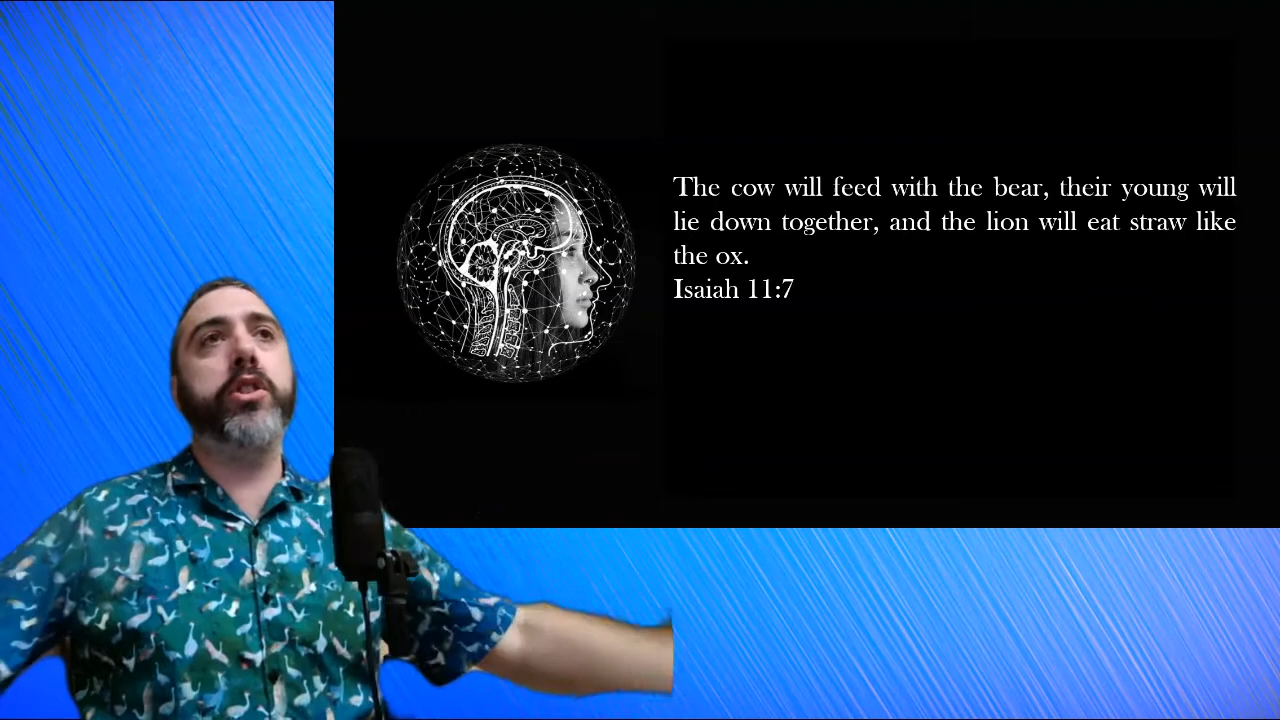 The cow will feed with the bear, their young will
lie down together, and the lion will eat straw like
the ox.
Isaiah 11:7